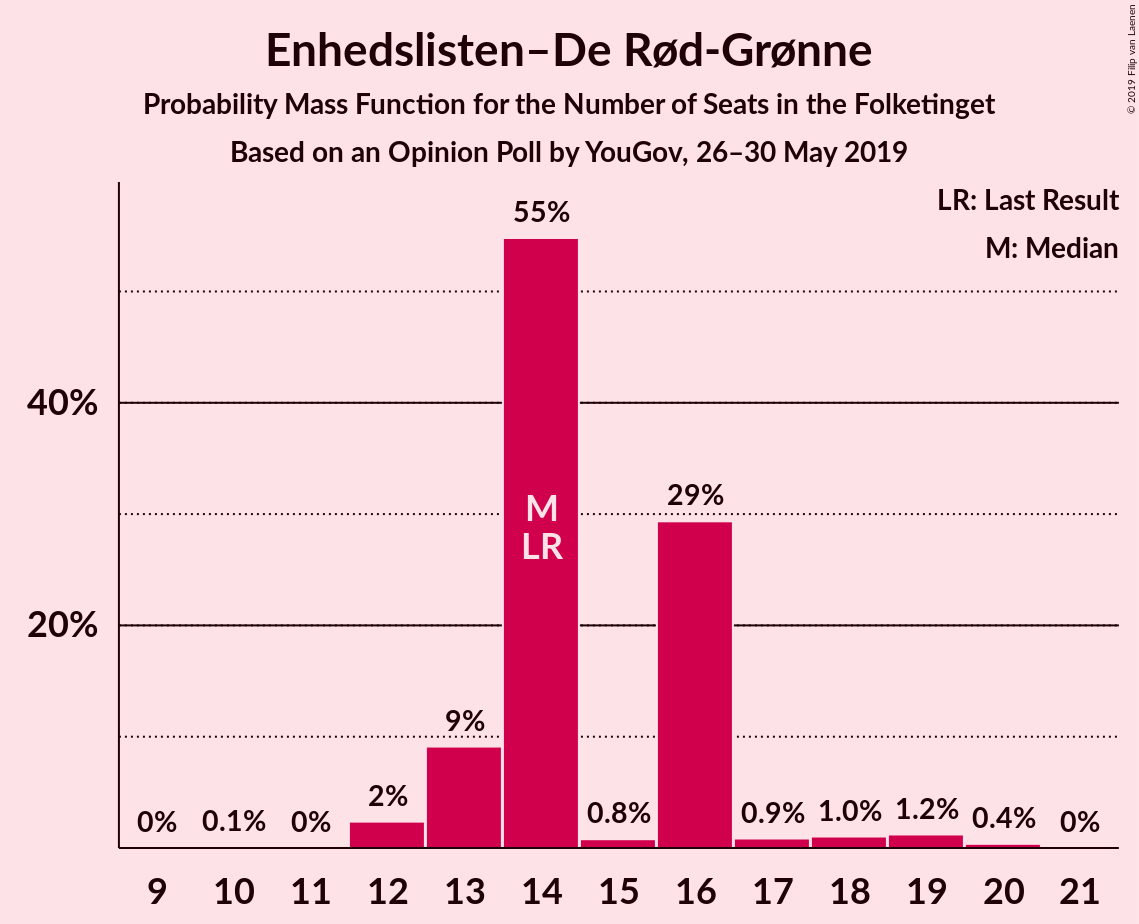 Enhedslisten–De Rød-Grønne
Probability Mass Function for the Number of Seats in the Folketinget
Based on an Opinion Poll by YouGov, 26–30 May 2019
© 2019 Filip van Laenen
LR: Last Result
M: Median
55%
40%
M
LR
29%
20%
9%
2%
0%
0.1%
0%
0.8%
0.9%
1.0%
1.2%
0.4%
0%
9 10 11 12 13 14 15 16 17 18 19 20 21